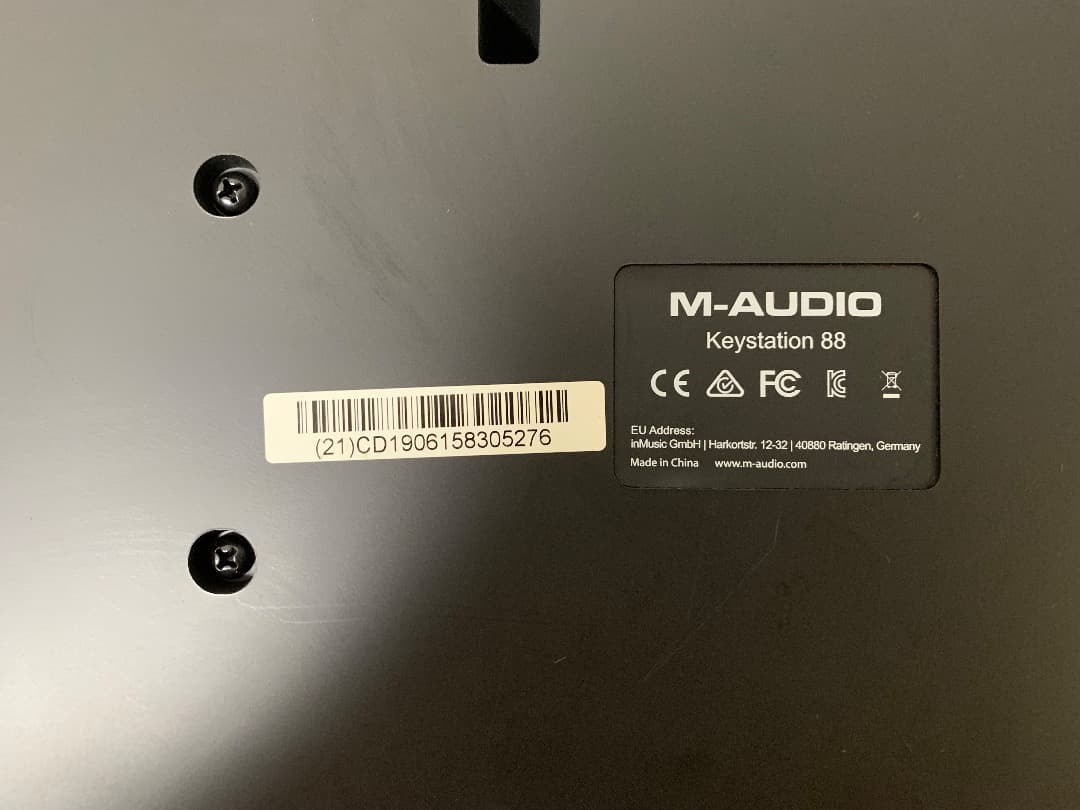 M-AUDIO
Keystation 88
CE FC
EU Address:
inMusic GmbH | Harkortstr. 12-32 | 40880 Ratingen, Germany
Made in China www.m-audio.com
(21)CD1906158305276